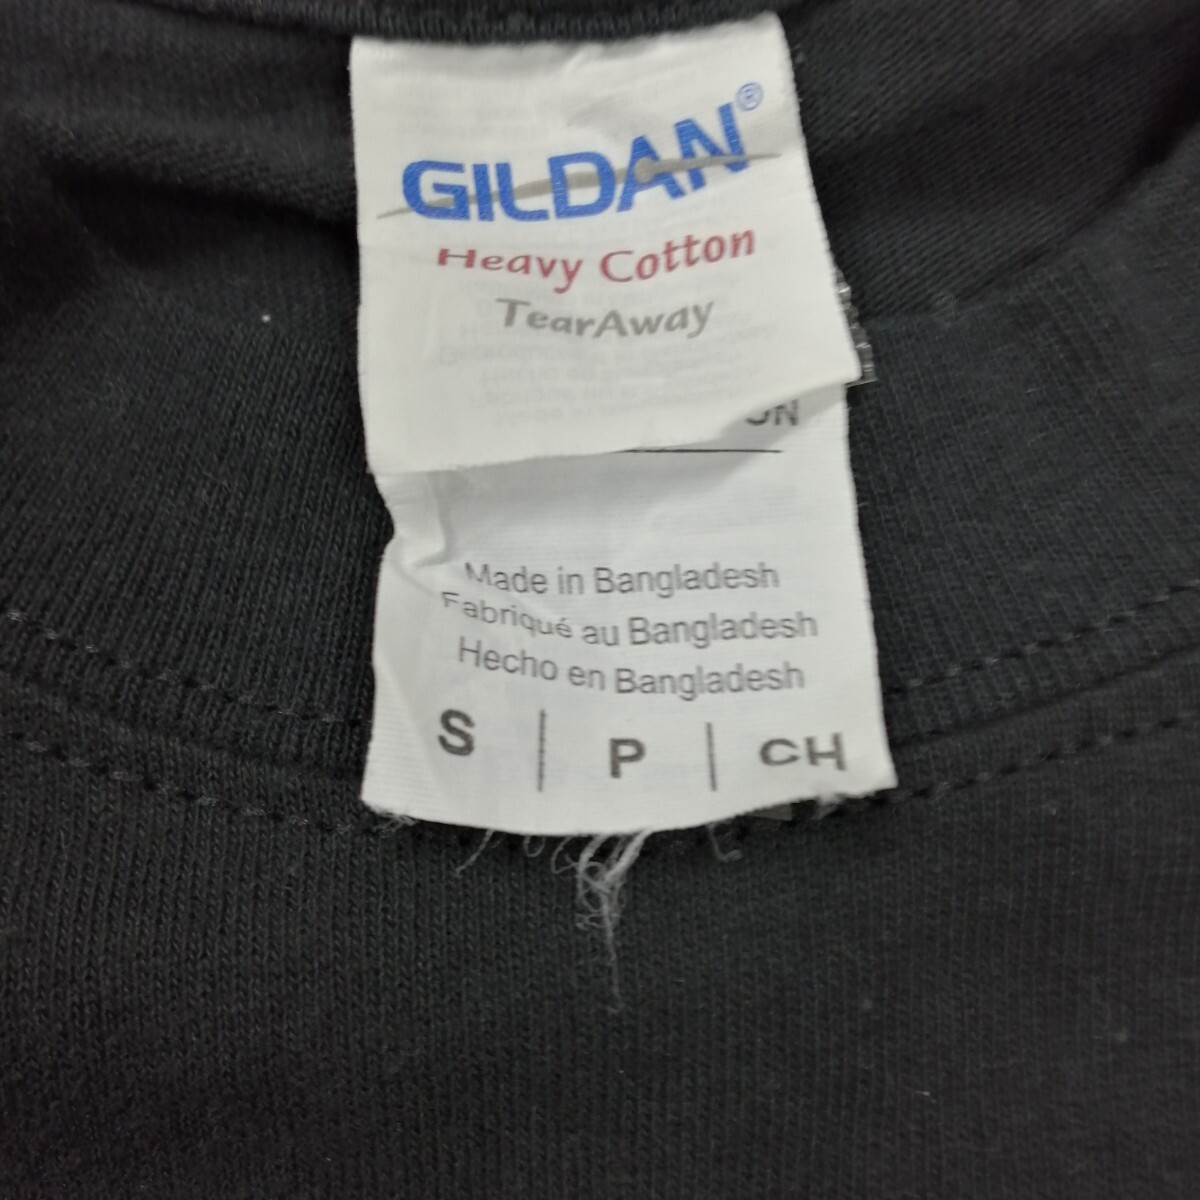 GILDAN®
Heavy Cotton
TearAway
Made in Bangladesh
Fabriqué au Bangladesh
Hecho en Bangladesh
S | P | CH